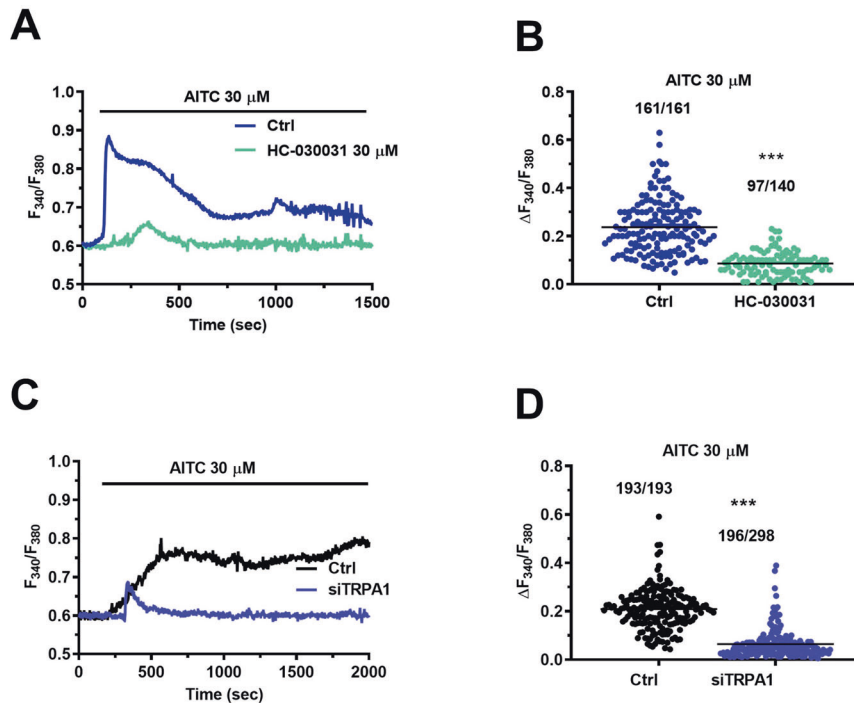 A
AITC 30 μM
Ctrl
HC-030031 30 μM
1.0
0.9
0.8
0.7
0.6
0.5
F340/F380
0
500
1000
1500
Time (sec)
B
AITC 30 μM
161/161
***
97/140
0.8
0.6
0.4
0.2
0.0
ΔF340/F380
Ctrl
HC-030031
C
AITC 30 μM
1.0
0.9
0.8
0.7
0.6
0.5
F340/F380
Ctrl
siTRPA1
0
500
1000
1500
2000
Time (sec)
D
AITC 30 μM
193/193
***
196/298
0.8
0.6
0.4
0.2
0.0
ΔF340/F380
Ctrl
siTRPA1